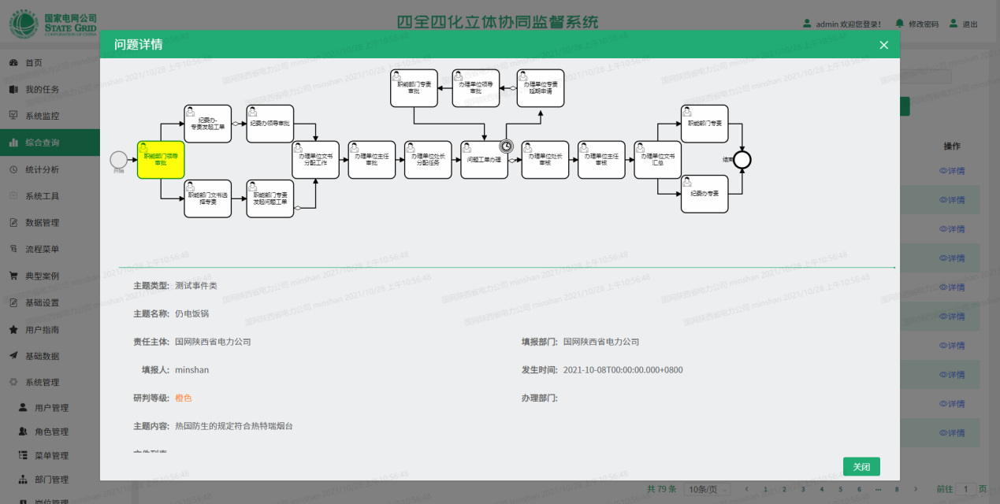 国家电网公司
STATE GRID
CORPORATION OF CHINA
四全四化立体协同监督系统
admin 欢迎您登录!
修改密码
退出
首页
我的任务
系统监控
综合查询
统计分析
系统工具
数据管理
流程菜单
典型案例
基础设置
用户指南
基础数据
系统管理
用户管理
角色管理
菜单管理
部门管理
岗位管理
问题详情
职能部门专责
审批
办理单位领导
审批
办理单位专责
延期申请
纪委办-
专责发起工单
纪委办领导审批
职能部门专责
开始
职能部门领导
审批
办理单位文书
分配工作
办理单位主任
审批
办理单位处长
分配任务
问题工单办理
办理单位处长
审核
办理单位主任
审核
办理单位文书
汇总
结束
职能部门文书选
择专责
职能部门专责
发起问题工单
纪委办专责
主题类型: 测试事件类
主题名称: 仍电饭锅
责任主体: 国网陕西省电力公司
填报部门: 国网陕西省电力公司
填报人: minshan
发生时间: 2021-10-08T00:00:00.000+0800
研判等级: 橙色
办理部门:
主题内容: 热国防生的规定符合热特瑞烟台
关闭
操作
详情
详情
详情
详情
详情
详情
详情
详情
详情
详情
共 79 条
10条/页
1 2 3 4 5 6 ... 8
前往 1 页
国网陕西省电力公司 minshan 2021/10/28 上午10:56:48